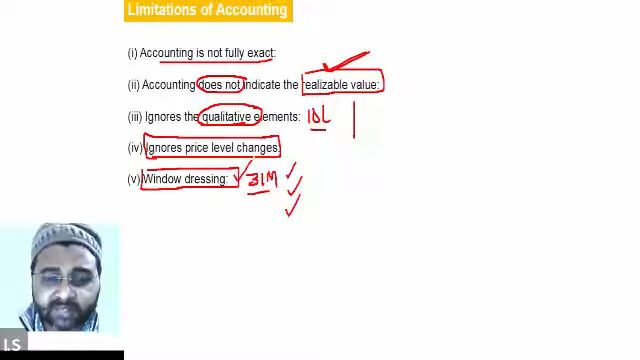 Limitations of Accounting
(i) Accounting is not fully exact:
(ii) Accounting does not indicate the realizable value:
(iii) Ignores the qualitative elements: 10L
(iv) Ignores price level changes:
(v) Window dressing: 31M
I.S